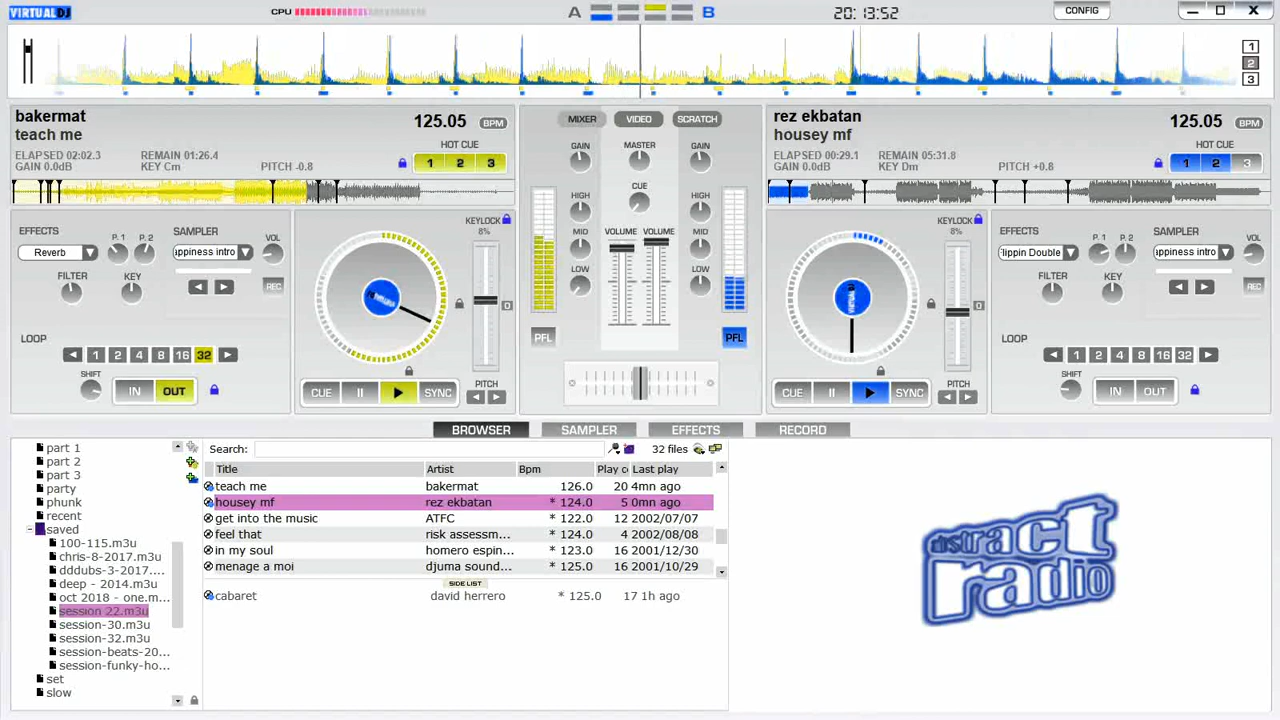 VIRTUAL DJ CPU A B 20:13:52 CONFIG
1
2
3
bakermat
teach me
125.05 BPM
ELAPSED 02:02.3 REMAIN 01:26.4
GAIN 0.0dB KEY Cm PITCH -0.8
HOT CUE
1 2 3
MIXER VIDEO SCRATCH
GAIN MASTER GAIN
HIGH CUE HIGH
MID VOLUME VOLUME MID
LOW LOW
PFL PFL
rez ekbatan
housey mf
125.05 BPM
ELAPSED 00:29.1 REMAIN 05:31.8
GAIN 0.0dB KEY Dm PITCH +0.8
HOT CUE
1 2 3
EFFECTS P.1 P.2 SAMPLER VOL
Reverb ppiness intro
FILTER KEY REC
LOOP
1 2 4 8 16 32
SHIFT IN OUT
KEYLOCK
8%
CUE II SYNC PITCH
KEYLOCK
8%
CUE II SYNC PITCH
EFFECTS P.1 P.2 SAMPLER VOL
flippin Double ppiness intro
FILTER KEY REC
LOOP
1 2 4 8 16 32
SHIFT IN OUT
BROWSER SAMPLER EFFECTS RECORD
part 1
part 2
part 3
party
phunk
recent
saved
100-115.m3u
chris-8-2017.m3u
dddubs-3-2017....
deep - 2014.m3u
oct 2018 - one.m...
session 22.m3u
session-30.m3u
session-32.m3u
session-beats-20...
session-funky-ho...
set
slow
Search: 32 files
Title Artist Bpm Play c Last play
teach me bakermat 126.0 20 4mn ago
housey mf rez ekbatan * 124.0 5 0mn ago
get into the music ATFC * 122.0 12 2002/07/07
feel that risk assessm... * 124.0 4 2002/08/08
in my soul homero espin... * 123.0 16 2001/12/30
menage a moi djuma sound... * 125.0 16 2001/10/29
SIDE LIST
cabaret david herrero * 125.0 17 1h ago
abstract
radio